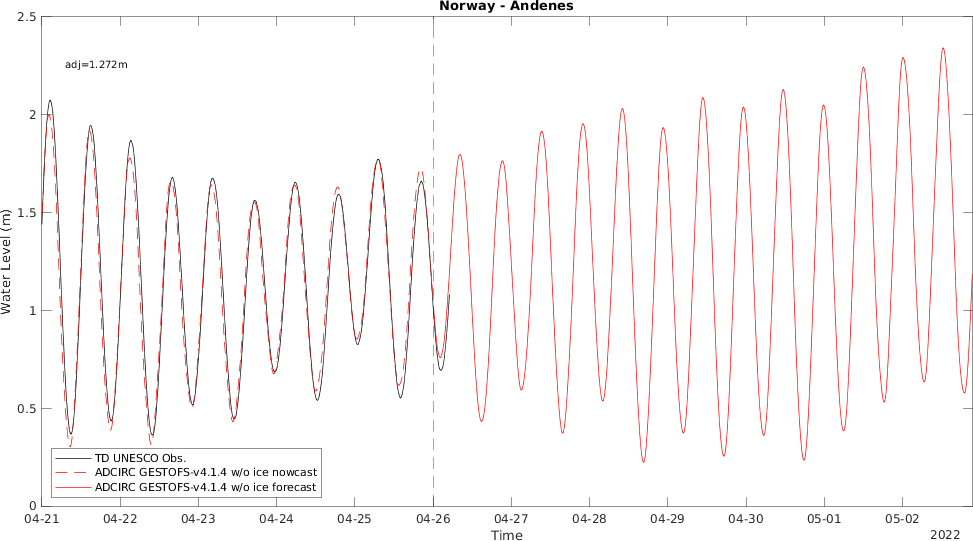 Norway - Andenes
adj=1.272m
2.5
2
1.5
1
0.5
0
Water Level (m)
TD UNESCO Obs.
ADCIRC GESTOFS-v4.1.4 w/o ice nowcast
ADCIRC GESTOFS-v4.1.4 w/o ice forecast
04-21 04-22 04-23 04-24 04-25 04-26 04-27 04-28 04-29 04-30 05-01 05-02
Time
2022